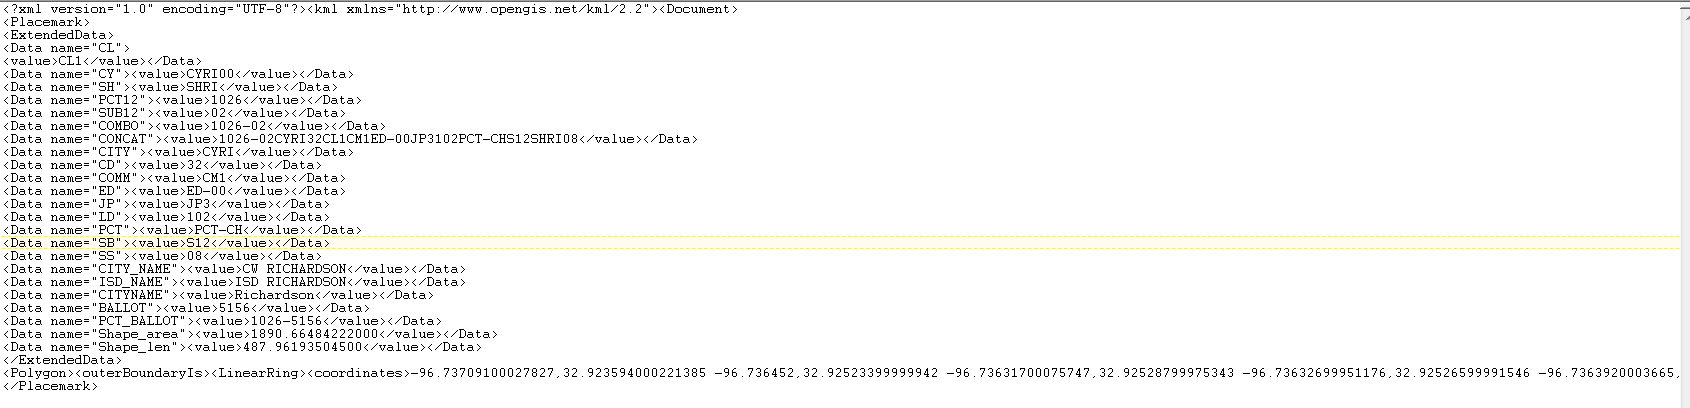 <?xml version="1.0" encoding="UTF-8"?><kml xmlns="http://www.opengis.net/kml/2.2"><Document>
<Placemark>
<ExtendedData>
<Data name="CL">
<value>CL1</value></Data>
<Data name="CY"><value>CYRI00</value></Data>
<Data name="SH"><value>SHRI</value></Data>
<Data name="PCT12"><value>1026</value></Data>
<Data name="SUB12"><value>02</value></Data>
<Data name="COMBO"><value>1026-02</value></Data>
<Data name="CONCAT"><value>1026-02CYRI32CL1CM1ED-00JP3102PCT-CHS12SHRI08</value></Data>
<Data name="CITY"><value>CYRI</value></Data>
<Data name="CD"><value>32</value></Data>
<Data name="COMM"><value>CM1</value></Data>
<Data name="ED"><value>ED-00</value></Data>
<Data name="JP"><value>JP3</value></Data>
<Data name="LD"><value>102</value></Data>
<Data name="PCT"><value>PCT-CH</value></Data>
<Data name="SB"><value>S12</value></Data>
<Data name="SS"><value>08</value></Data>
<Data name="CITY_NAME"><value>CW RICHARDSON</value></Data>
<Data name="ISD_NAME"><value>ISD RICHARDSON</value></Data>
<Data name="CITYNAME"><value>Richardson</value></Data>
<Data name="BALLOT"><value>5156</value></Data>
<Data name="PCT_BALLOT"><value>1026-5156</value></Data>
<Data name="Shape_area"><value>1890.66484222000</value></Data>
<Data name="Shape_len"><value>487.96193504500</value></Data>
</ExtendedData>
<Polygon><outerBoundaryIs><LinearRing><coordinates>-96.73709100027827,32.923594000221385 -96.736452,32.92523399999942 -96.73631700075747,32.92528799975343 -96.73632699951176,32.92526599991546 -96.7363920003665,
</Placemark>